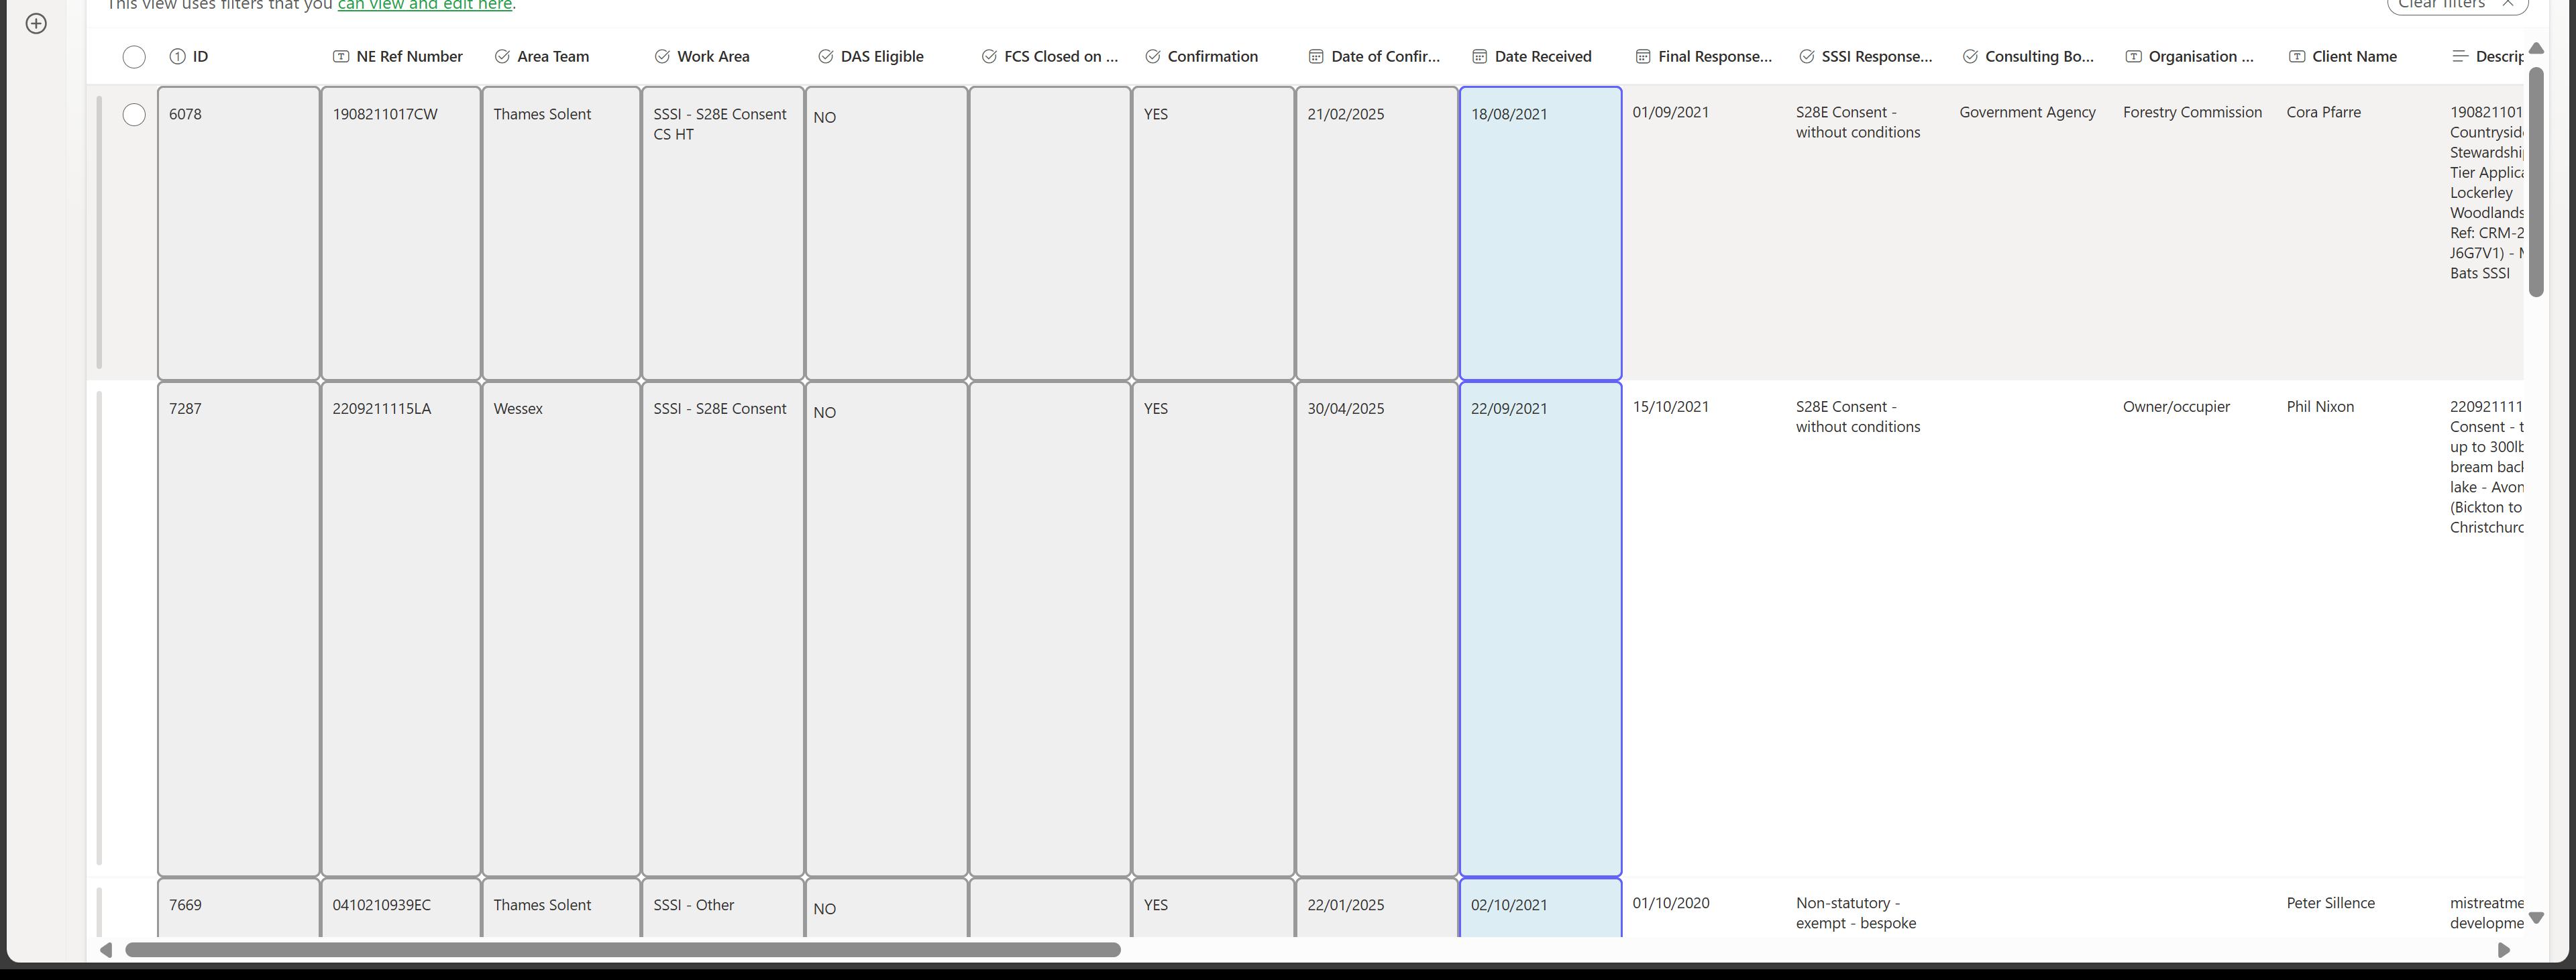 This view uses filters that you can view and edit here.
Clear filters
ID NE Ref Number Area Team Work Area DAS Eligible FCS Closed on ... Confirmation Date of Confir... Date Received Final Response... SSSI Response... Consulting Bo... Organisation ... Client Name Descrip
6078 1908211017CW Thames Solent SSSI - S28E Consent NO YES 21/02/2025 18/08/2021 01/09/2021 S28E Consent - Government Agency Forestry Commission Cora Pfarre 190821101
CS HT without conditions Countryside
Stewardshi
Tier Applica
Lockerley
Woodlands
Ref: CRM-2
J6G7V1) -
Bats SSSI
7287 2209211115LA Wessex SSSI - S28E Consent NO YES 30/04/2025 22/09/2021 15/10/2021 S28E Consent - Owner/occupier Phil Nixon 220921111
without conditions Consent - t
up to 300lb
bream back
lake - Avon
(Bickton to
Christchurc
7669 0410210939EC Thames Solent SSSI - Other NO YES 22/01/2025 02/10/2021 01/10/2020 Non-statutory - Peter Sillence mistreatme
exempt - bespoke developme